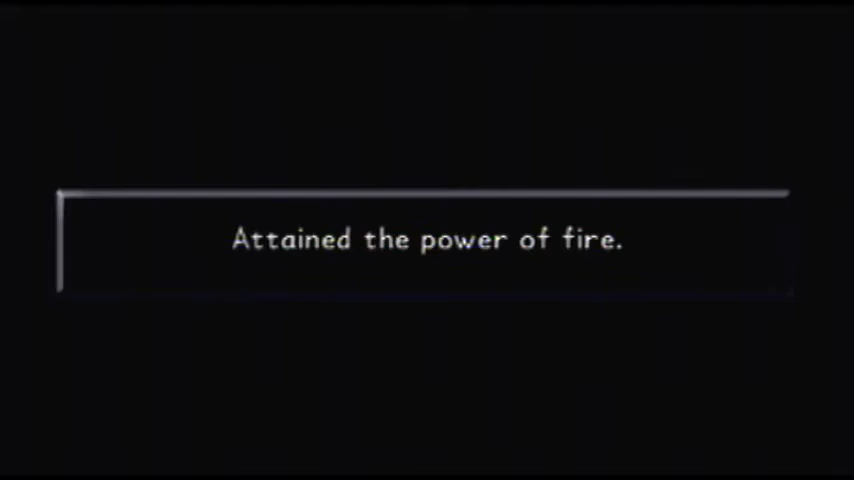 Attained the power of fire.